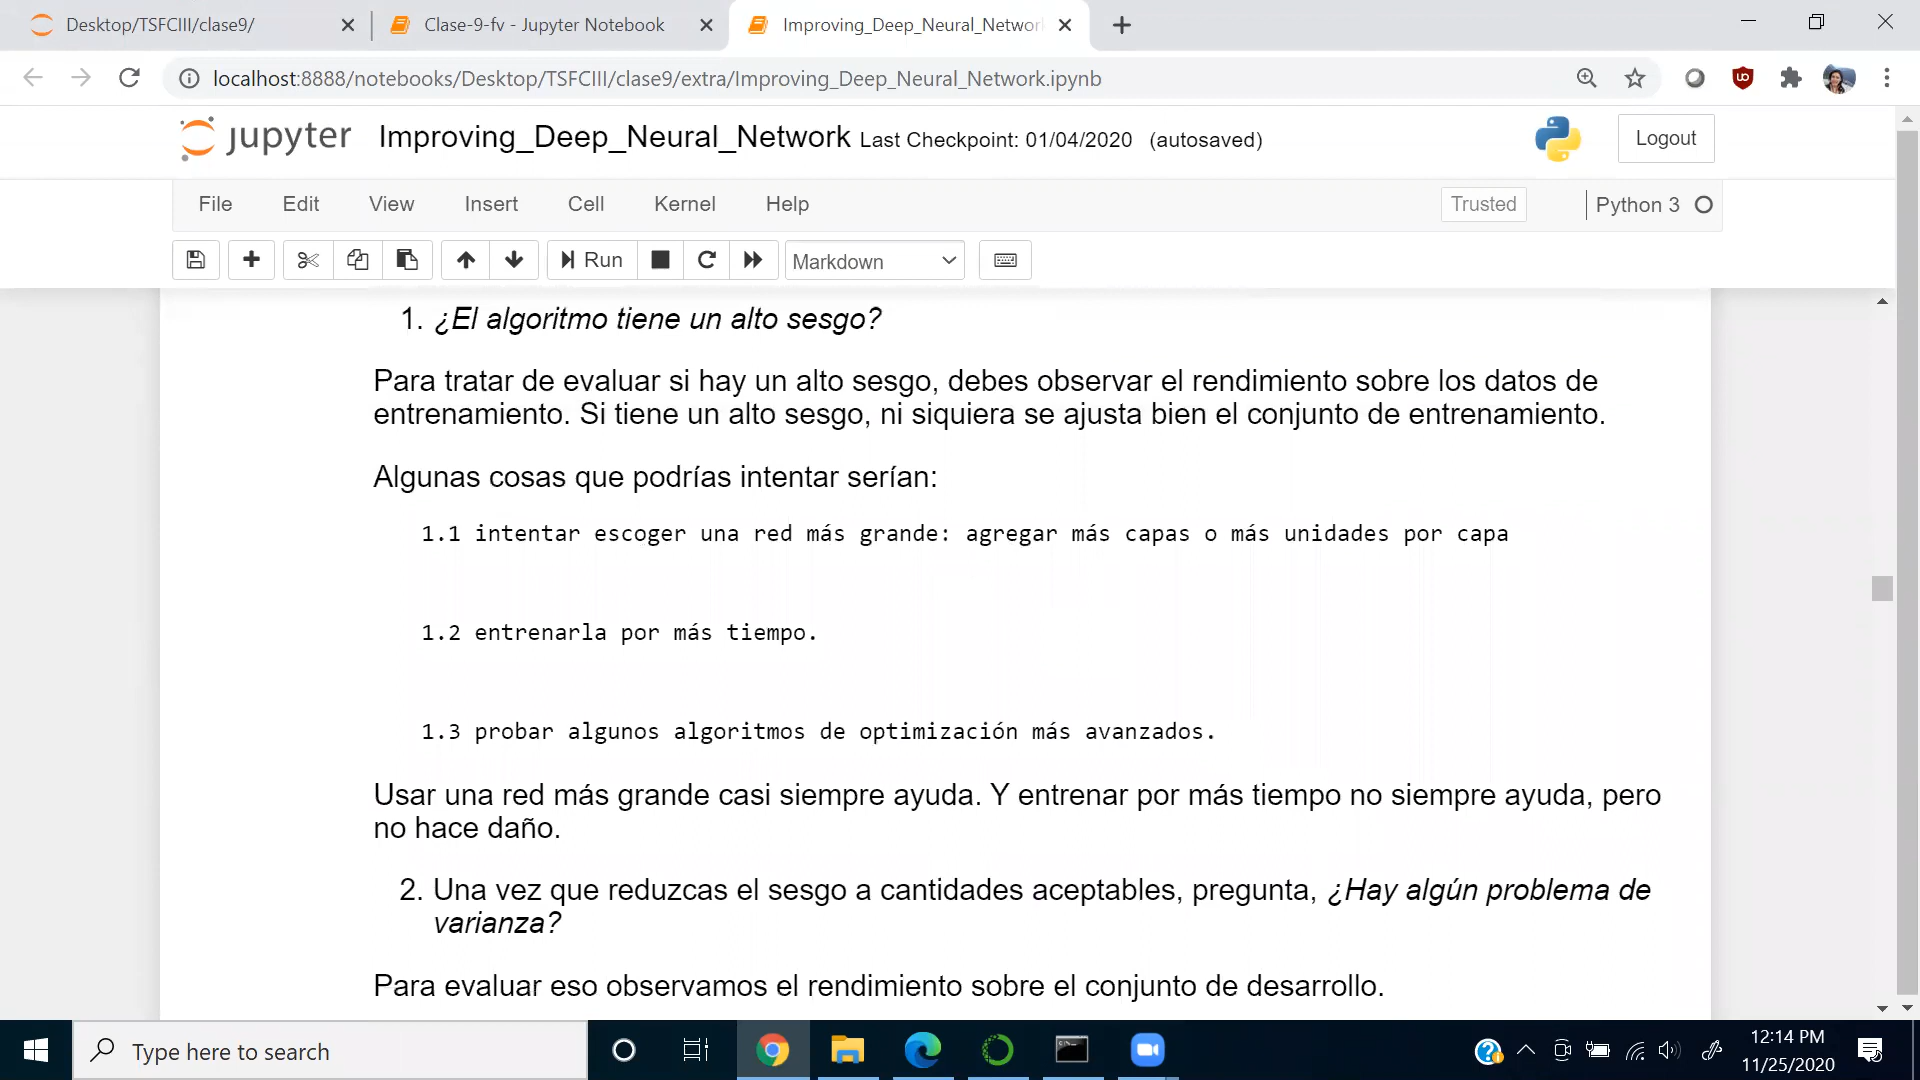 Desktop/TSFCIII/clase9/
Clase-9-fv - Jupyter Notebook
Improving_Deep_Neural_Network
localhost:8888/notebooks/Desktop/TSFCIII/clase9/extra/Improving_Deep_Neural_Network.ipynb
jupyter Improving_Deep_Neural_Network Last Checkpoint: 01/04/2020 (autosaved)
Logout
File Edit View Insert Cell Kernel Help
Trusted
Python 3
Run
Markdown
1. ¿El algoritmo tiene un alto sesgo?
Para tratar de evaluar si hay un alto sesgo, debes observar el rendimiento sobre los datos de
entrenamiento. Si tiene un alto sesgo, ni siquiera se ajusta bien el conjunto de entrenamiento.
Algunas cosas que podrías intentar serían:
1.1 intentar escoger una red más grande: agregar más capas o más unidades por capa
1.2 entrenarla por más tiempo.
1.3 probar algunos algoritmos de optimización más avanzados.
Usar una red más grande casi siempre ayuda. Y entrenar por más tiempo no siempre ayuda, pero
no hace daño.
2. Una vez que reduzcas el sesgo a cantidades aceptables, pregunta, ¿Hay algún problema de
varianza?
Para evaluar eso observamos el rendimiento sobre el conjunto de desarrollo.
Type here to search
12:14 PM
11/25/2020